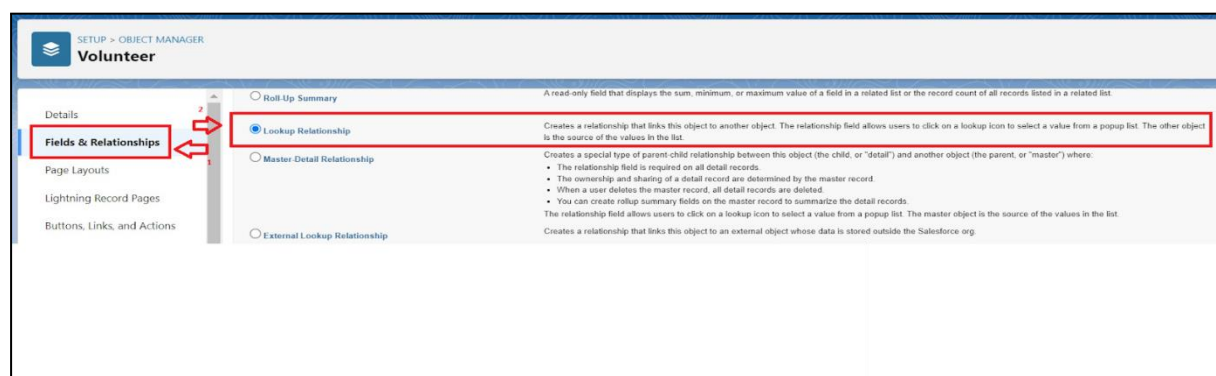 SETUP > OBJECT MANAGER
Volunteer
Details
Fields & Relationships
Page Layouts
Lightning Record Pages
Buttons, Links, and Actions
2
1
Roll-Up Summary
A read-only field that displays the sum, minimum, or maximum value of a field in a related list or the record count of all records listed in a related list.
Lookup Relationship
Creates a relationship that links this object to another object. The relationship field allows users to click on a lookup icon to select a value from a popup list. The other object
is the source of the values in the list.
Master-Detail Relationship
Creates a special type of parent-child relationship between this object (the child, or "detail") and another object (the parent, or "master") where:
• The relationship field is required on all detail records.
• The ownership and sharing of a detail record are determined by the master record.
• When a user deletes the master record, all detail records are deleted.
• You can create rollup summary fields on the master record to summarize the detail records.
The relationship field allows users to click on a lookup icon to select a value from a popup list. The master object is the source of the values in the list.
External Lookup Relationship
Creates a relationship that links this object to an external object whose data is stored outside the Salesforce org.